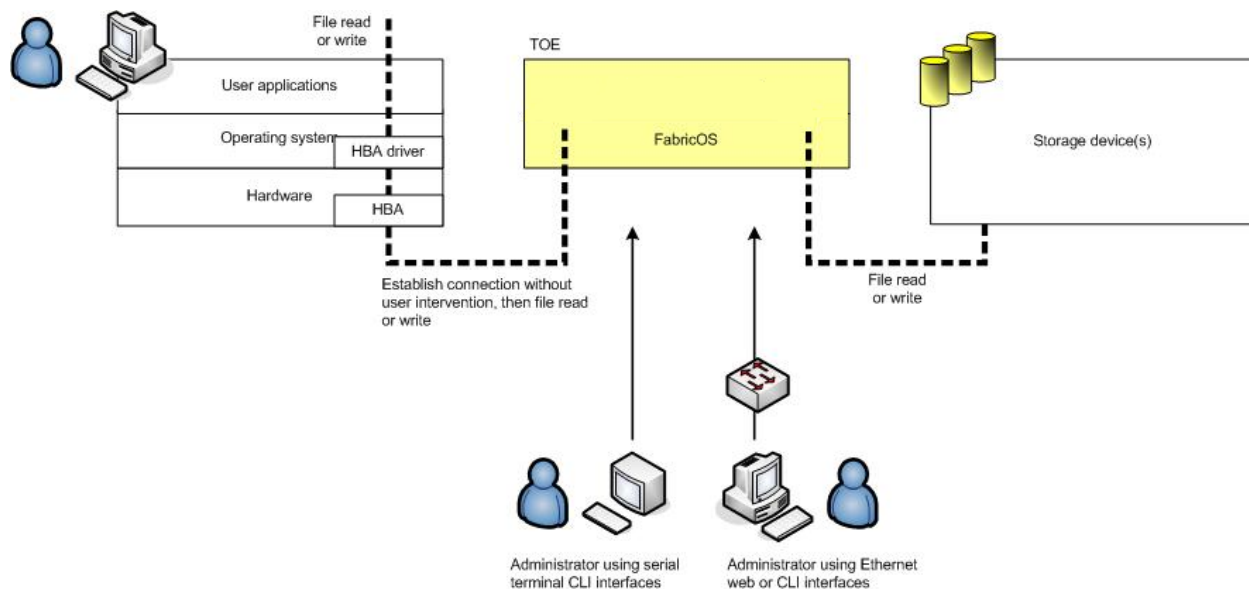 File read
or write
TOE
User applications
Operating system
HBA driver
FabricOS
Storage device(s)
Hardware
HBA
Establish connection without
user intervention, then file read
or write
File read
or write
Administrator using serial
terminal CLI interfaces
Administrator using Ethernet
web or CLI interfaces